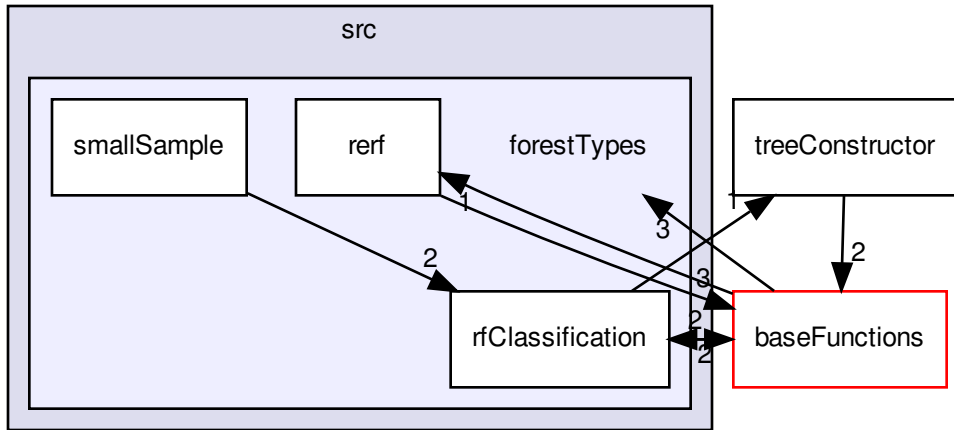 src
smallSample
rerf
forestTypes
treeConstructor
1
1
3
2
2
3
2
2
rfClassification
baseFunctions